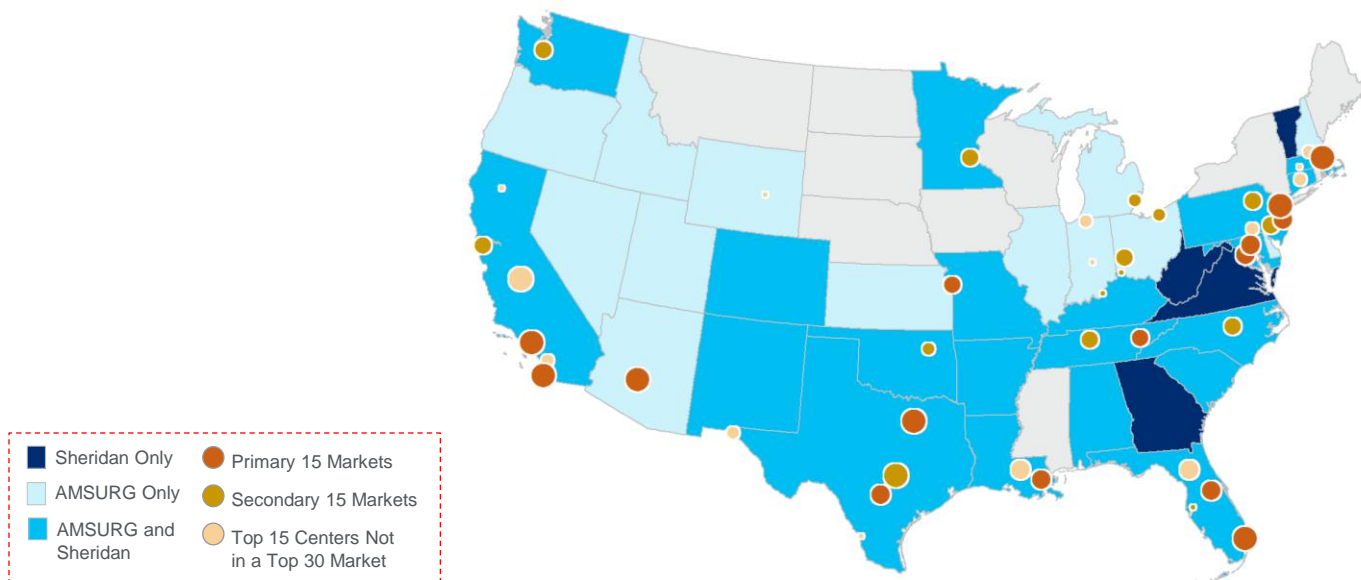 Sheridan Only
AMSURG Only
AMSURG and
Sheridan
Primary 15 Markets
Secondary 15 Markets
Top 15 Centers Not
in a Top 30 Market